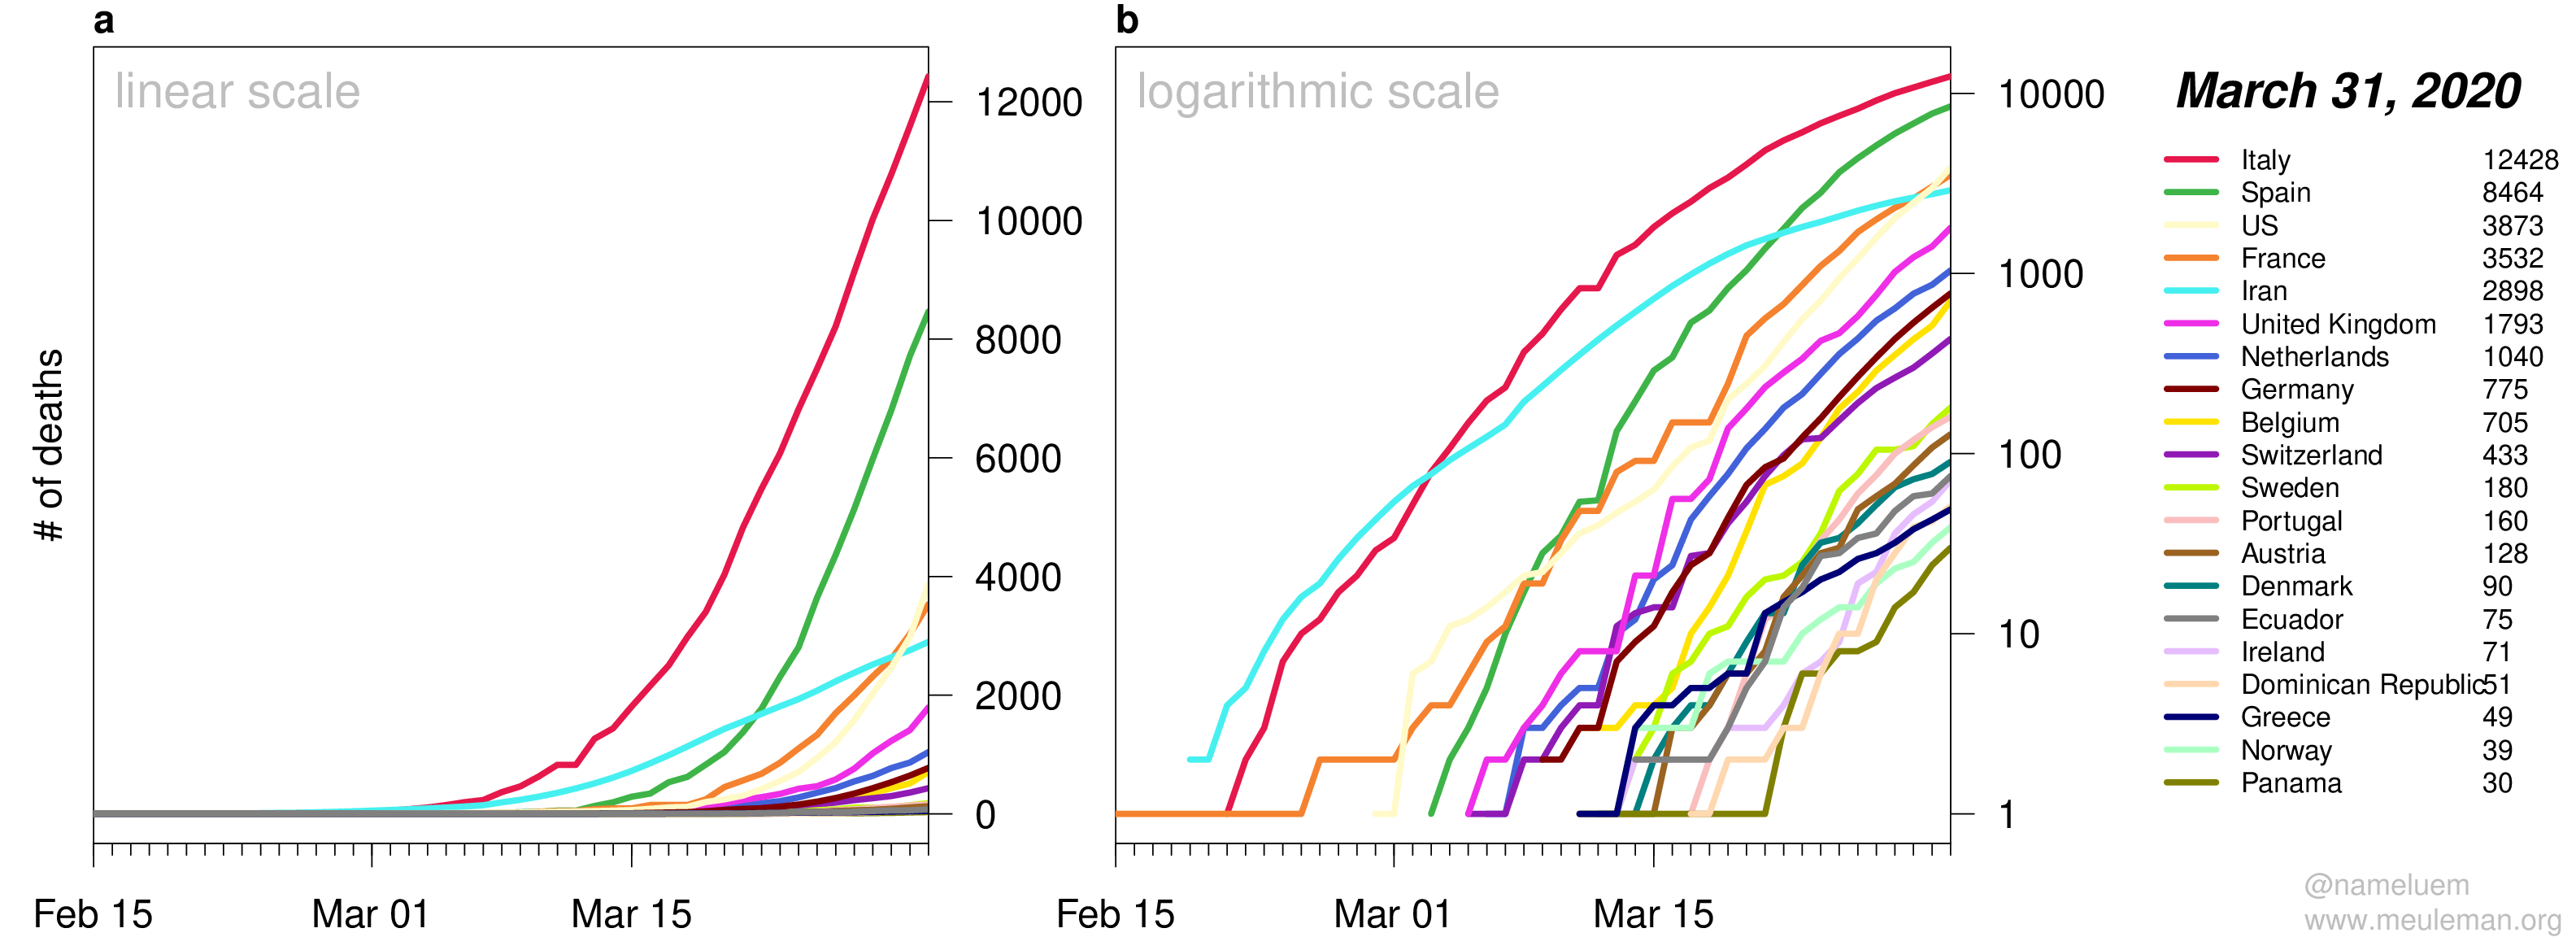 a
linear scale
# of deaths
12000
10000
8000
6000
4000
2000
0
Feb 15 Mar 01 Mar 15
b
logarithmic scale
10000
1000
100
10
1
Feb 15 Mar 01 Mar 15
March 31, 2020
Italy 12428
Spain 8464
US 3873
France 3532
Iran 2898
United Kingdom 1793
Netherlands 1040
Germany 775
Belgium 705
Switzerland 433
Sweden 180
Portugal 160
Austria 128
Denmark 90
Ecuador 75
Ireland 71
Dominican Republic 51
Greece 49
Norway 39
Panama 30
@nameluem
www.meuleman.org